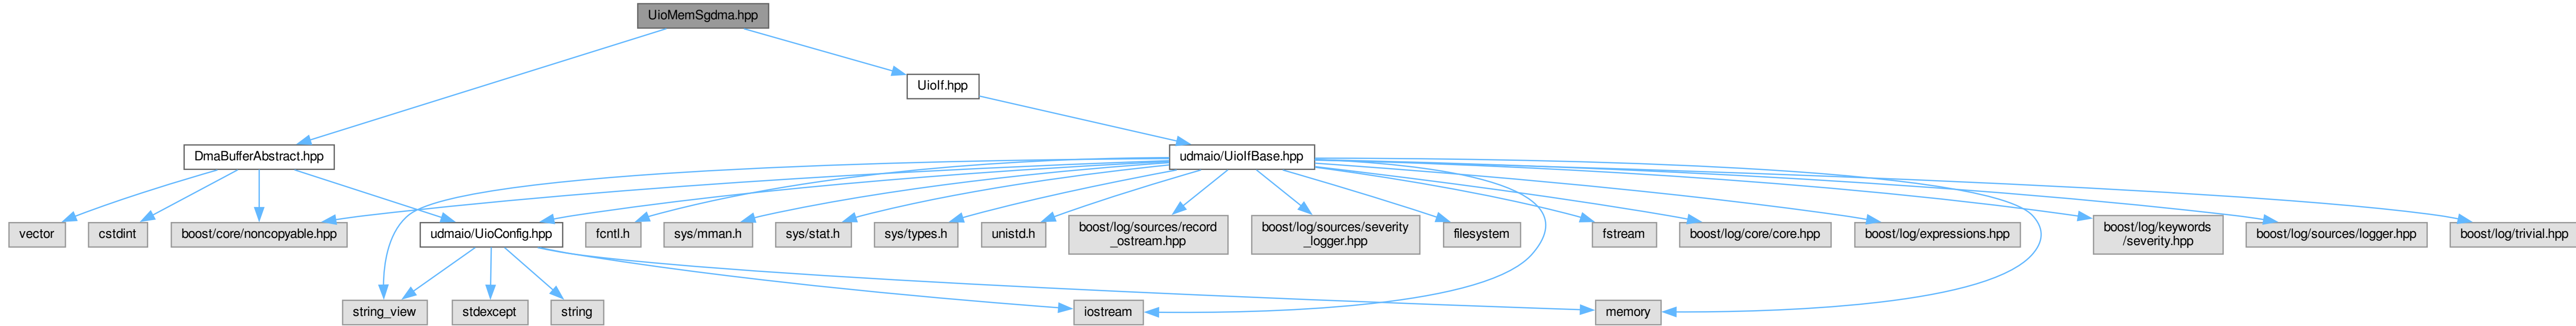 UioMemSgdma.hpp
UioIf.hpp
DmaBufferAbstract.hpp
udmaio/UioIfBase.hpp
vector
cstdint
boost/core/noncopyable.hpp
udmaio/UioConfig.hpp
fcntl.h
sys/mman.h
sys/stat.h
sys/types.h
unistd.h
boost/log/sources/record
_ostream.hpp
boost/log/sources/severity
_logger.hpp
filesystem
fstream
boost/log/core/core.hpp
boost/log/expressions.hpp
boost/log/keywords
/severity.hpp
boost/log/sources/logger.hpp
boost/log/trivial.hpp
string_view
stdexcept
string
iostream
memory